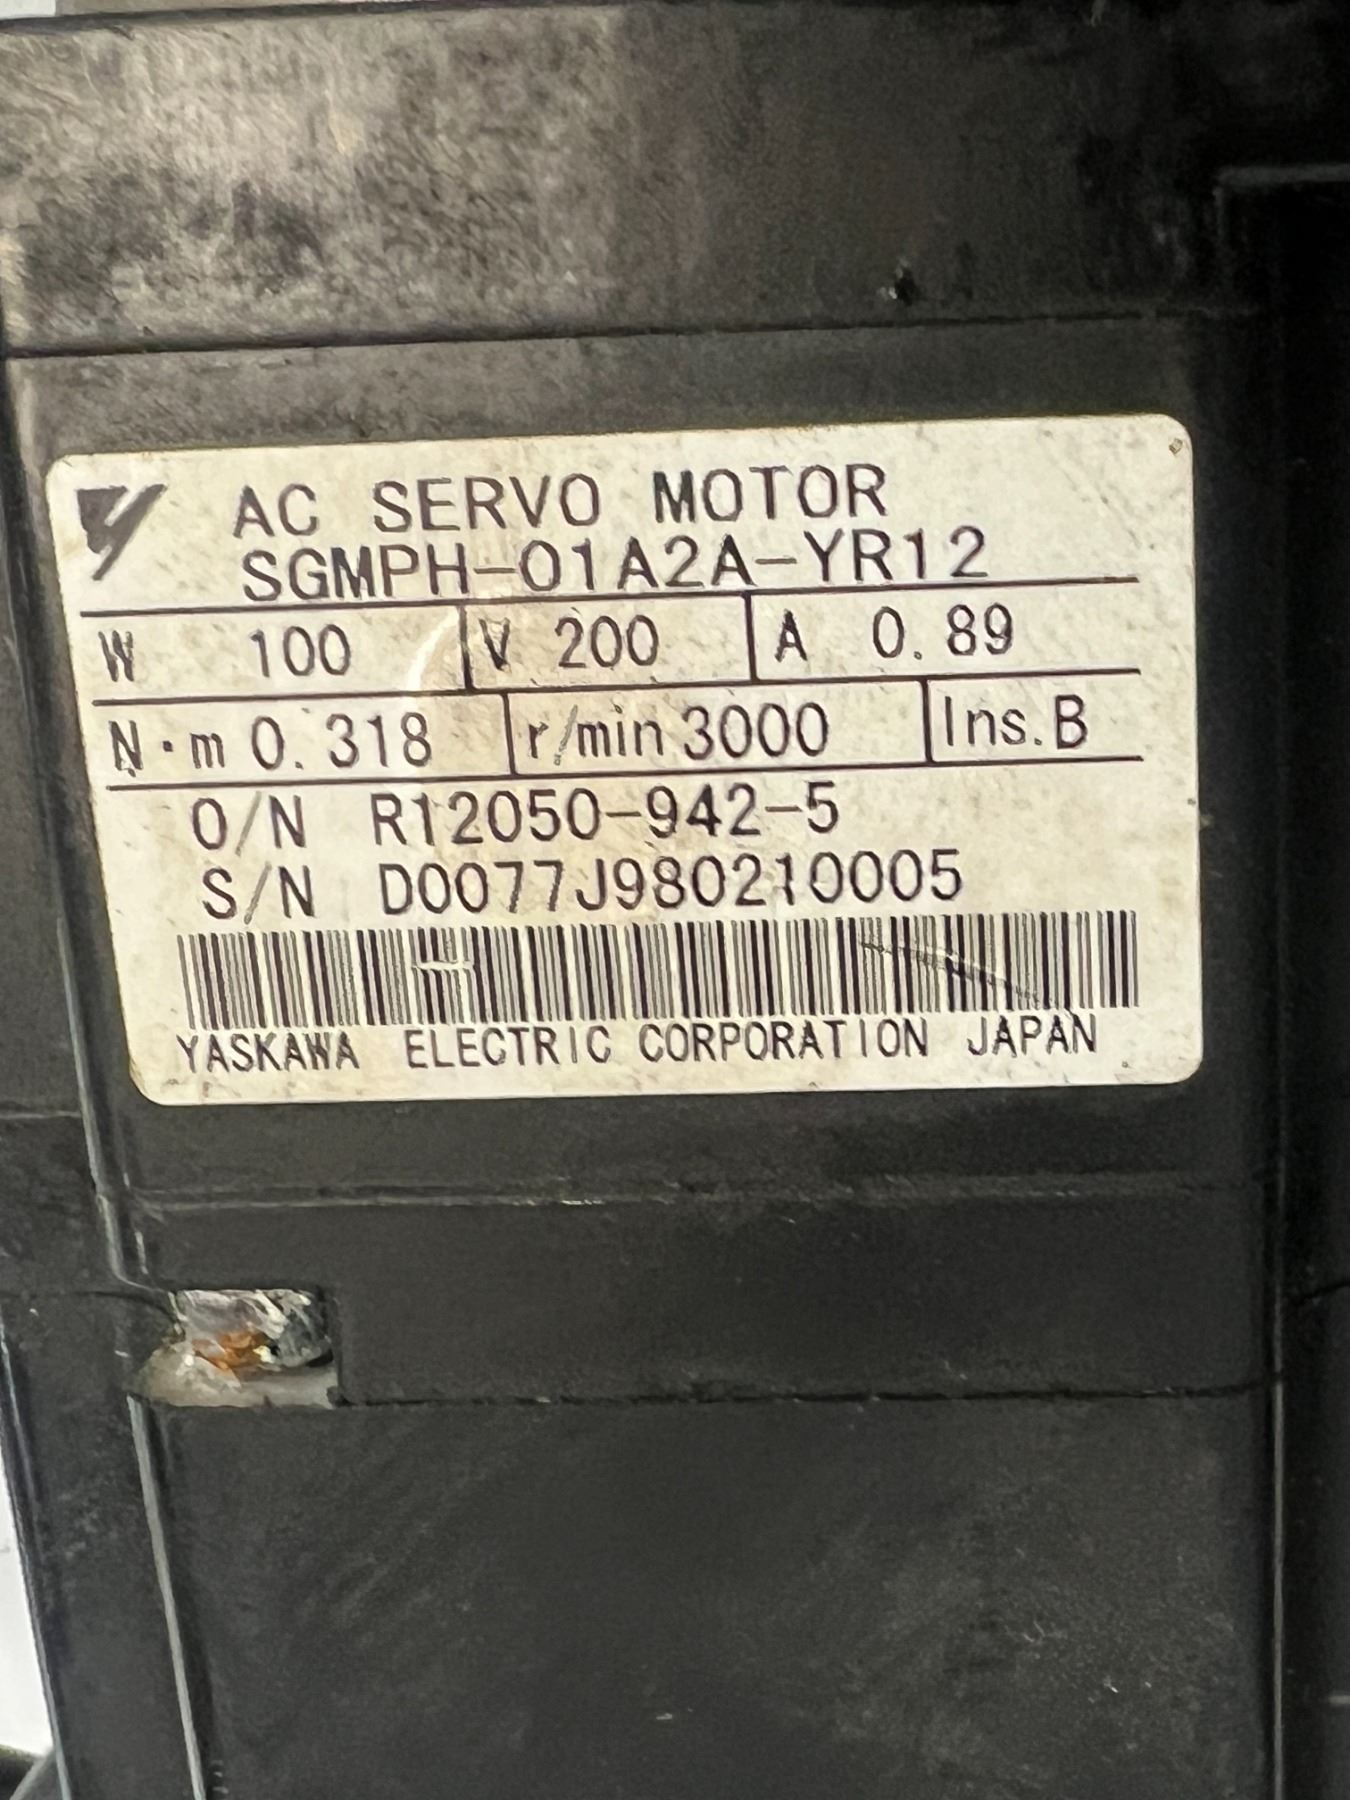 AC SERVO MOTOR
SGMPH-01A2A-YR12
W 100 V 200 A 0.89
N·m 0.318 r/min 3000 Ins.B
O/N R12050-942-5
S/N D0077J980210005
YASKAWA ELECTRIC CORPORATION JAPAN